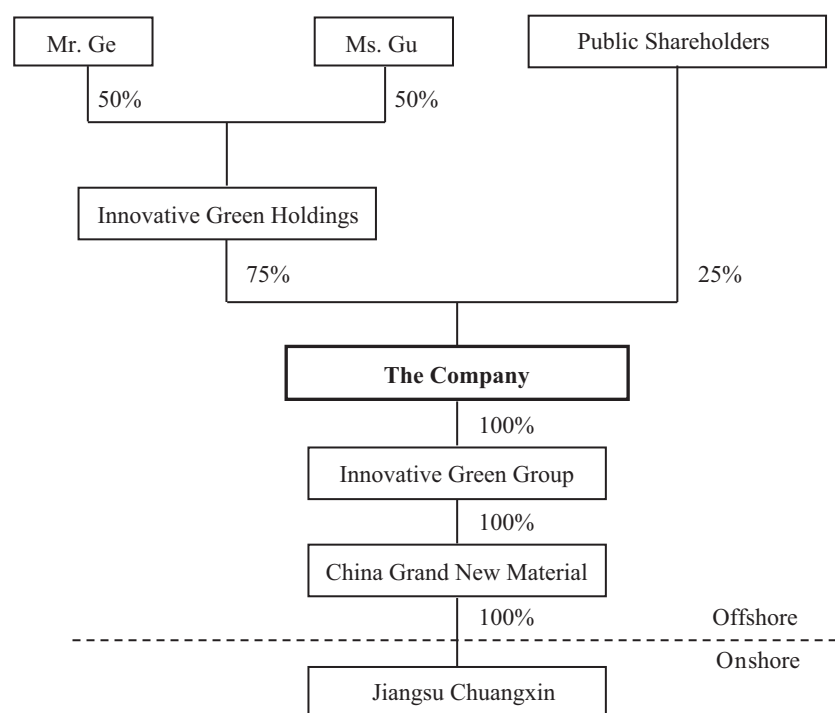 Mr. Ge
Ms. Gu
Public Shareholders
50%
50%
Innovative Green Holdings
75%
25%
The Company
100%
Innovative Green Group
100%
China Grand New Material
100%
Offshore
Onshore
Jiangsu Chuangxin